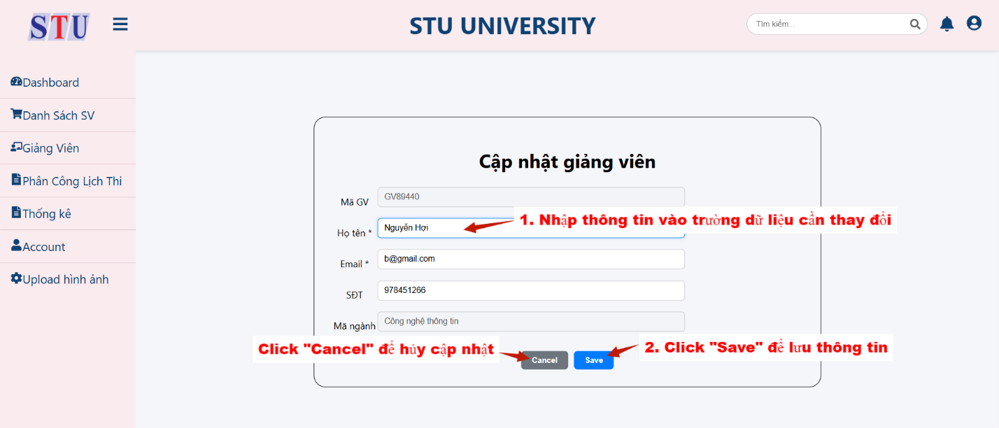 STU
STU UNIVERSITY
Tìm kiếm...
Dashboard
Danh Sách SV
Giảng Viên
Phân Công Lịch Thi
Thống kê
Account
Upload hình ảnh
Cập nhật giảng viên
Mã GV
GV89440
Họ tên *
Nguyễn Hợi
1. Nhập thông tin vào trường dữ liệu cần thay đổi
Email *
b@gmail.com
SĐT
978451266
Mã ngành
Công nghệ thông tin
Click "Cancel" để hủy cập nhật
Cancel
Save
2. Click "Save" để lưu thông tin